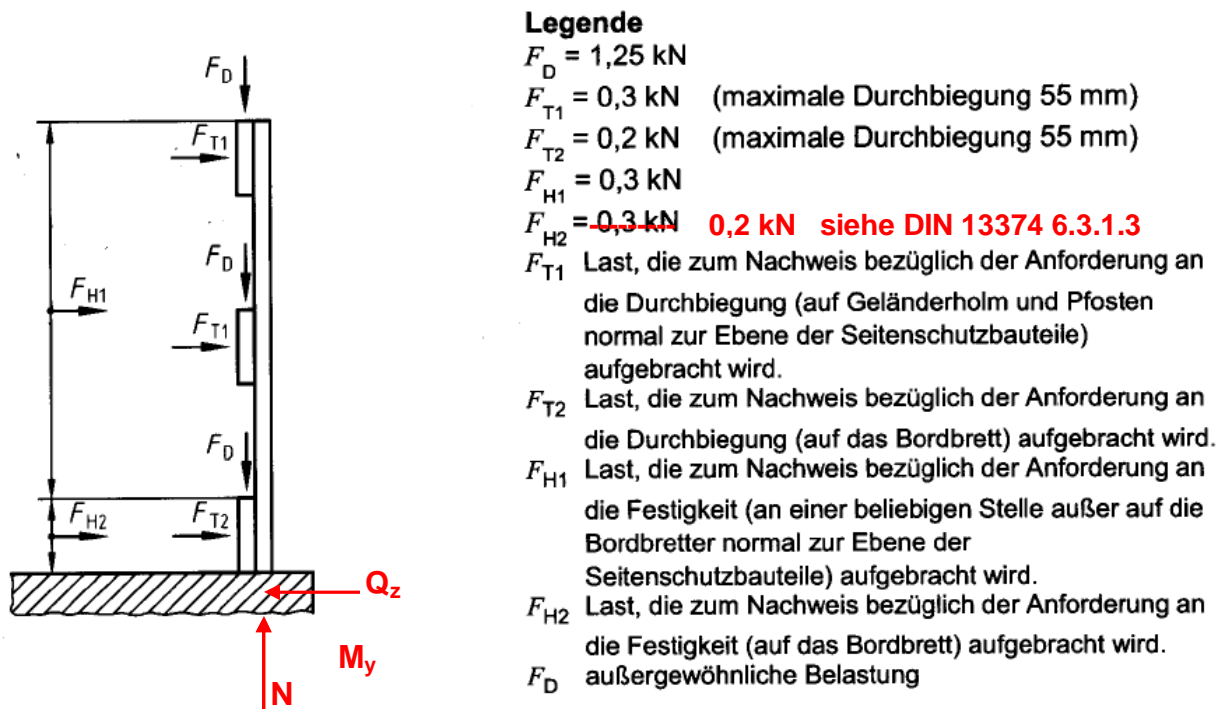 F_D
F_T1
F_D
F_H1
F_T1
F_D
F_H2
F_T2
Q_z
M_y
N
Legende
F_D = 1,25 kN
F_T1 = 0,3 kN (maximale Durchbiegung 55 mm)
F_T2 = 0,2 kN (maximale Durchbiegung 55 mm)
F_H1 = 0,3 kN
F_H2 = 0,3 kN 0,2 kN siehe DIN 13374 6.3.1.3
F_T1 Last, die zum Nachweis bezüglich der Anforderung an
die Durchbiegung (auf Geländerholm und Pfosten
normal zur Ebene der Seitenschutzbauteile)
aufgebracht wird.
F_T2 Last, die zum Nachweis bezüglich der Anforderung an
die Durchbiegung (auf das Bordbrett) aufgebracht wird.
F_H1 Last, die zum Nachweis bezüglich der Anforderung an
die Festigkeit (an einer beliebigen Stelle außer auf die
Bordbretter normal zur Ebene der
Seitenschutzbauteile) aufgebracht wird.
F_H2 Last, die zum Nachweis bezüglich der Anforderung an
die Festigkeit (auf das Bordbrett) aufgebracht wird.
F_D außergewöhnliche Belastung